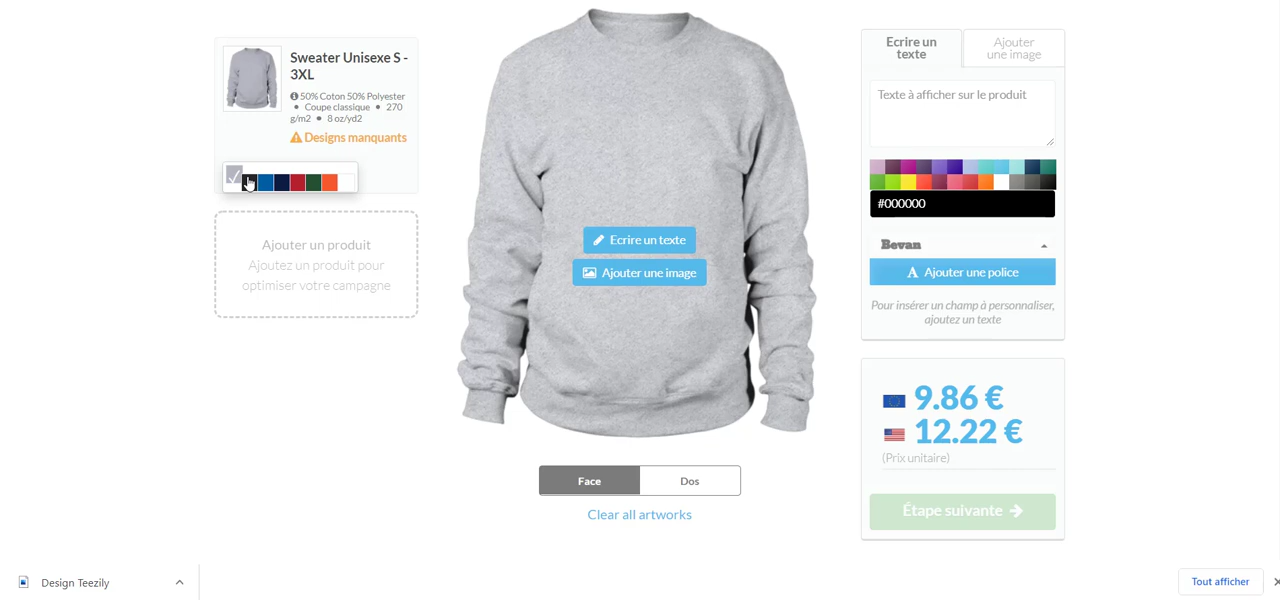 Sweater Unisexe S -
3XL
50% Coton 50% Polyester
• Coupe classique • 270
g/m2 • 8 oz/yd2
Designs manquants
Ajouter un produit
Ajoutez un produit pour
optimiser votre campagne
Ecrire un texte
Ajouter une image
Face
Dos
Clear all artworks
Ecrire un
texte
Ajouter
une image
Texte à afficher sur le produit
#000000
Bevan
Ajouter une police
Pour insérer un champ à personnaliser,
ajoutez un texte
9.86 €
12.22 €
(Prix unitaire)
Étape suivante
Design Teezily
Tout afficher